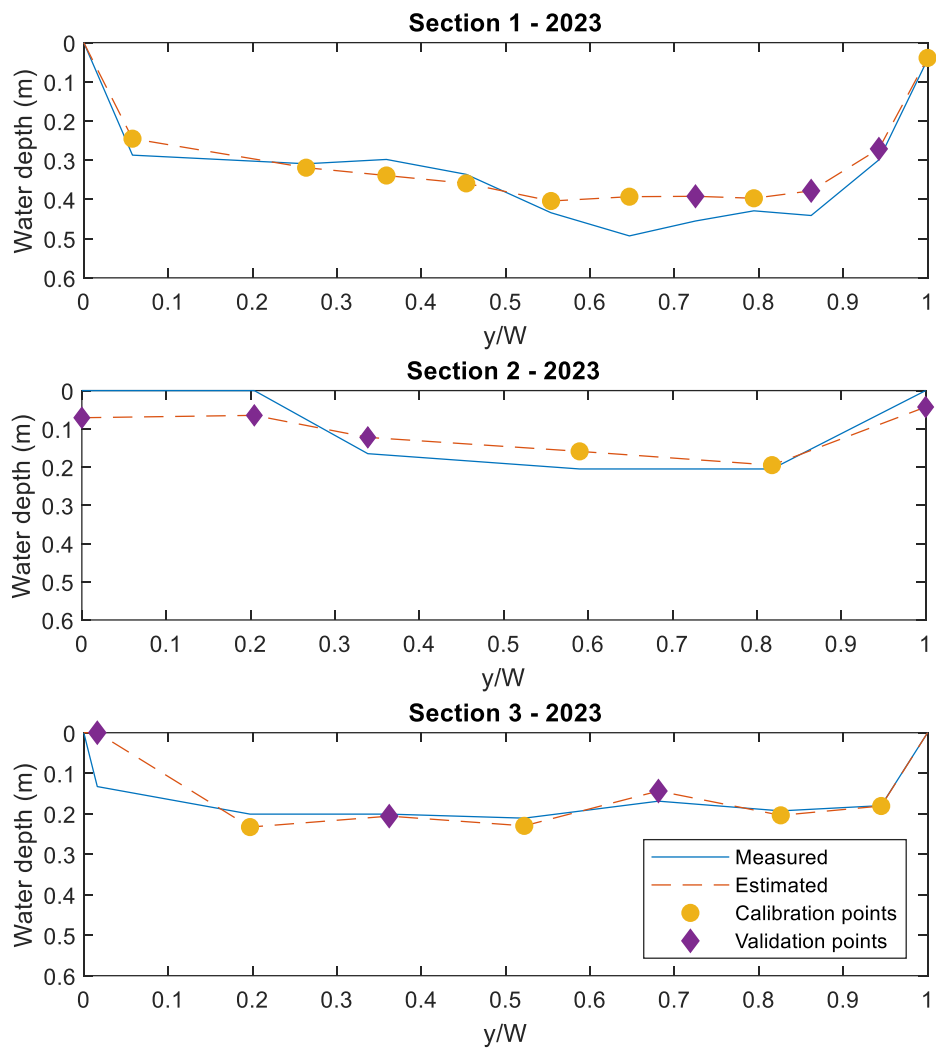 Section 1 - 2023
Water depth (m)
0
0.1
0.2
0.3
0.4
0.5
0.6
0 0.1 0.2 0.3 0.4 0.5 0.6 0.7 0.8 0.9 1
y/W
Section 2 - 2023
Water depth (m)
0
0.1
0.2
0.3
0.4
0.5
0.6
0 0.1 0.2 0.3 0.4 0.5 0.6 0.7 0.8 0.9 1
y/W
Section 3 - 2023
Water depth (m)
0
0.1
0.2
0.3
0.4
0.5
0.6
Measured
Estimated
Calibration points
Validation points
0 0.1 0.2 0.3 0.4 0.5 0.6 0.7 0.8 0.9 1
y/W